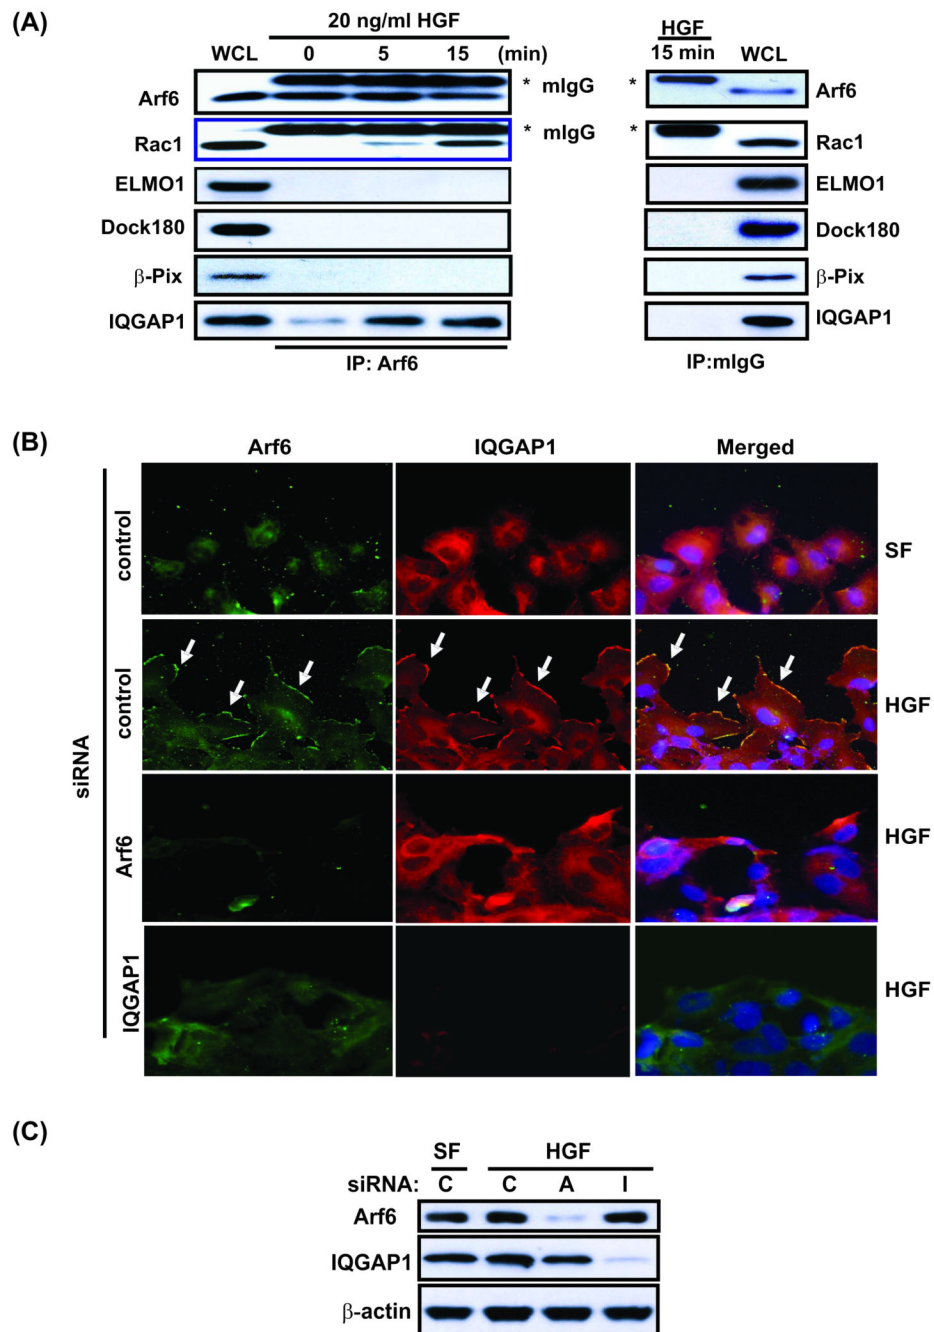 (A)
20 ng/ml HGF
WCL 0 5 15 (min)
Arf6 * mIgG
Rac1 * mIgG
ELMO1
Dock180
β-Pix
IQGAP1
IP: Arf6
HGF
15 min WCL
* Arf6
* Rac1
ELMO1
Dock180
β-Pix
IQGAP1
IP:mIgG
(B)
Arf6 IQGAP1 Merged
siRNA
control SF
control HGF
Arf6 HGF
IQGAP1 HGF
(C)
SF HGF
siRNA: C C A I
Arf6
IQGAP1
β-actin